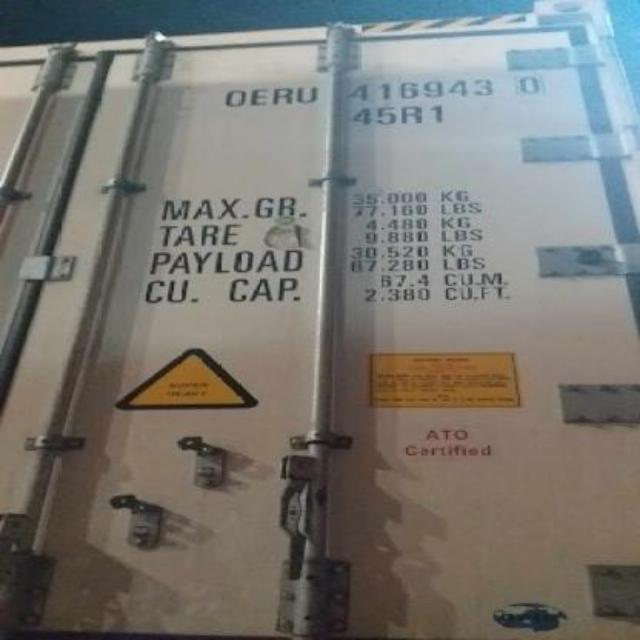 OERU 416943 0
45R1
MAX.GR. 35.000 KG
77.160 LBS
TARE 4.480 KG
9.880 LBS
PAYLOAD 30.520 KG
67.280 LBS
CU. CAP. 67.4 CU.M.
2.380 CU.FT.
SUPER
HEAVY
ATO
Certified